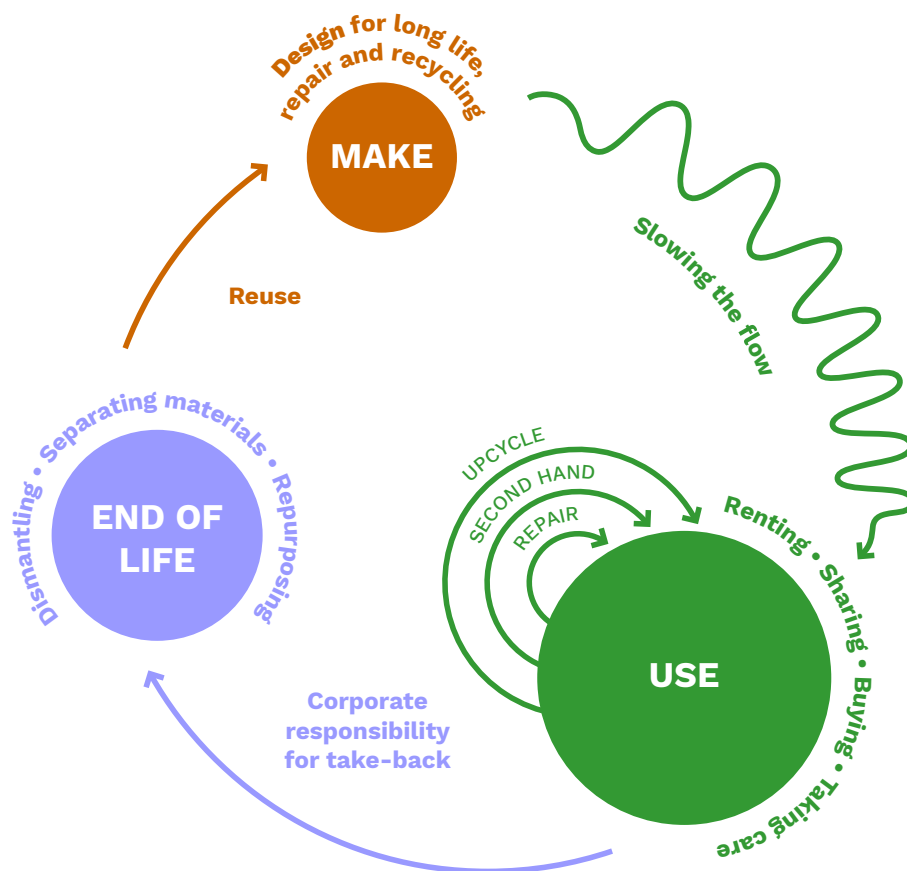 Design for long life,
repair and recycling
MAKE
Slowing the flow
Reuse
UPCYCLE
SECOND HAND
REPAIR
Renting • Sharing • Buying • Taking care
USE
Dismantling • Separating materials • Repurposing
END OF
LIFE
Corporate
responsibility
for take-back